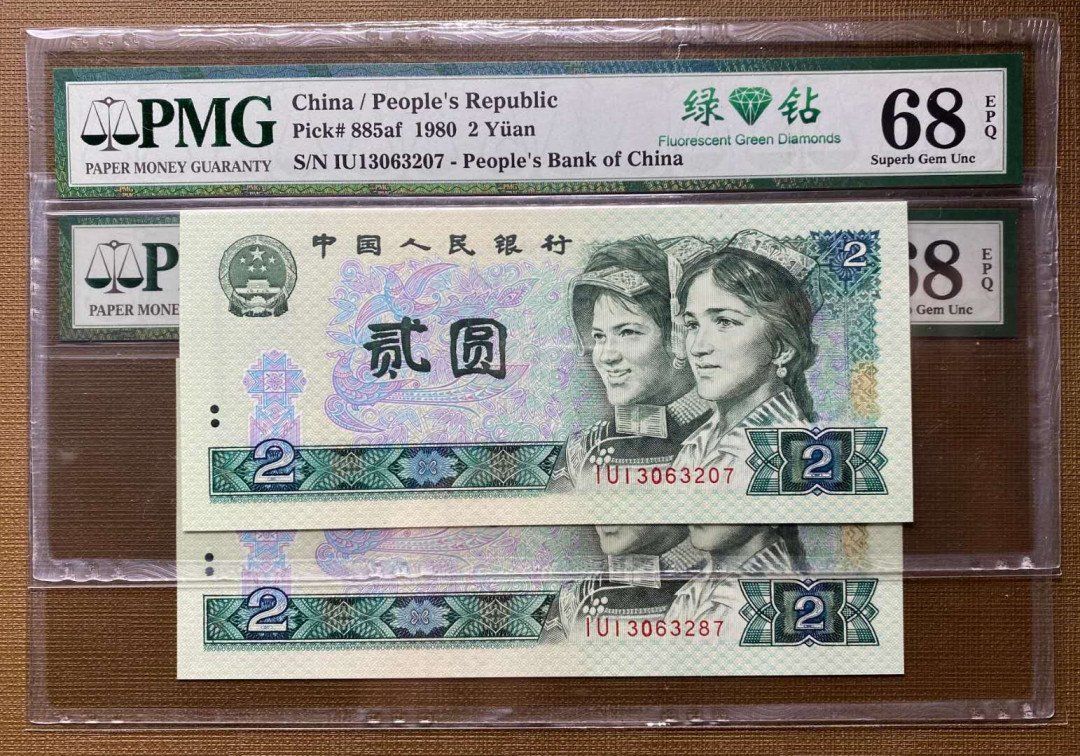 PMG
PAPER MONEY GUARANTY
China / People's Republic
Pick# 885af 1980 2 Yüan
S/N IU13063207 - People's Bank of China
绿 钻
Fluorescent Green Diamonds
68
EPQ
Superb Gem Unc
P
PAPER MONE
68
EPQ
Gem Unc
中国人民银行
2
贰圆
2
IU13063207
2
2
IU13063287
2